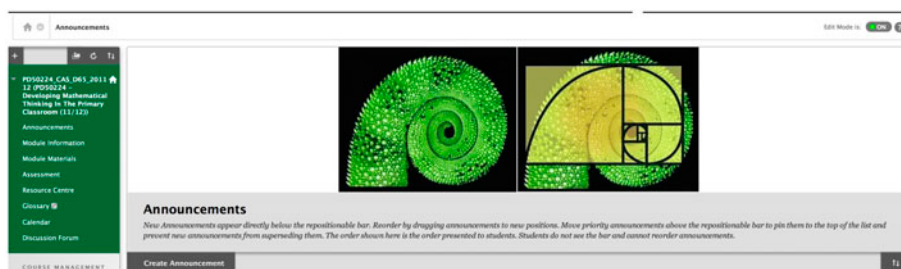 Announcements
Edit Mode is: ON ?
PD50224_CAS_D65_2011
12 (PD50224 -
Developing Mathematical
Thinking In The Primary
Classroom (11/12))
Announcements
Module Information
Module Materials
Assessment
Resource Centre
Glossary
Calendar
Discussion Forum
COURSE MANAGEMENT
Announcements
New Announcements appear directly below the repositionable bar. Reorder by dragging announcements to new positions. Move priority announcements above the repositionable bar to pin them to the top of the list and
prevent new announcements from superseding them. The order shown here is the order presented to students. Students do not see the bar and cannot reorder announcements.
Create Announcement